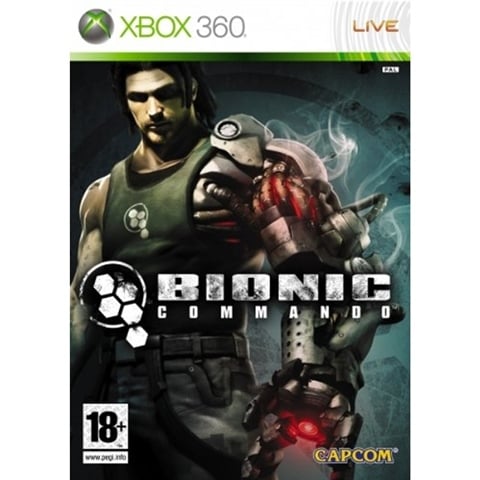 XBOX 360
LIVE
PAL
BIONIC
COMMANDO
18+
www.pegi.info
CAPCOM